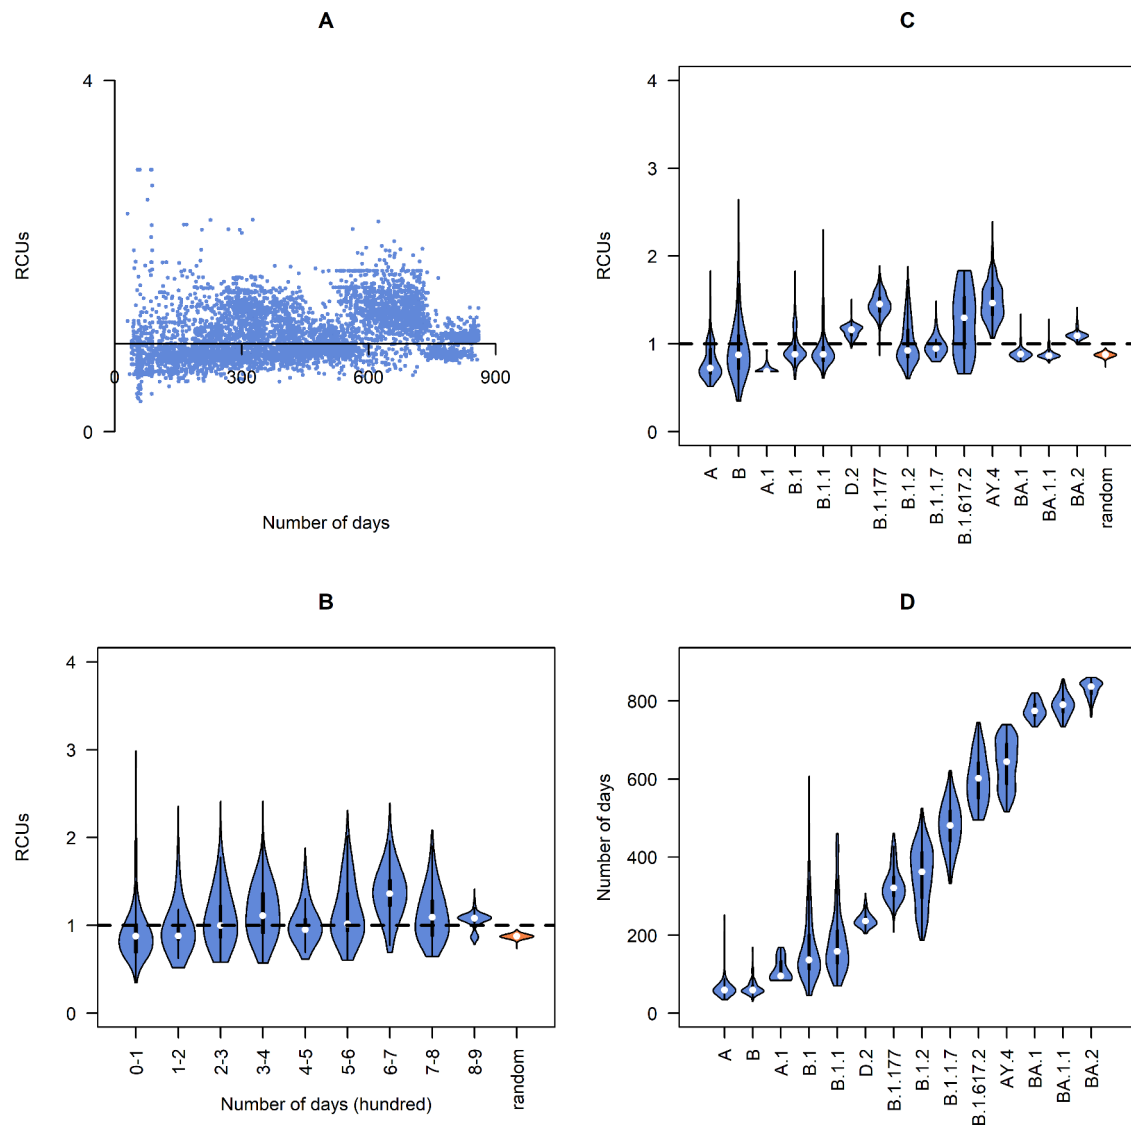 A
4
RCUs
0
0
300
600
900
Number of days
C
4
3
RCUs
2
1
0
A
B
A.1
B.1
B.1.1
D.2
B.1.177
B.1.2
B.1.1.7
B.1.617.2
AY.4
BA.1
BA.1.1
BA.2
random
B
4
3
RCUs
2
1
0
0-1
1-2
2-3
3-4
4-5
5-6
6-7
7-8
8-9
random
Number of days (hundred)
D
Number of days
800
600
400
200
0
A
B
A.1
B.1
B.1.1
D.2
B.1.177
B.1.2
B.1.1.7
B.1.617.2
AY.4
BA.1
BA.1.1
BA.2